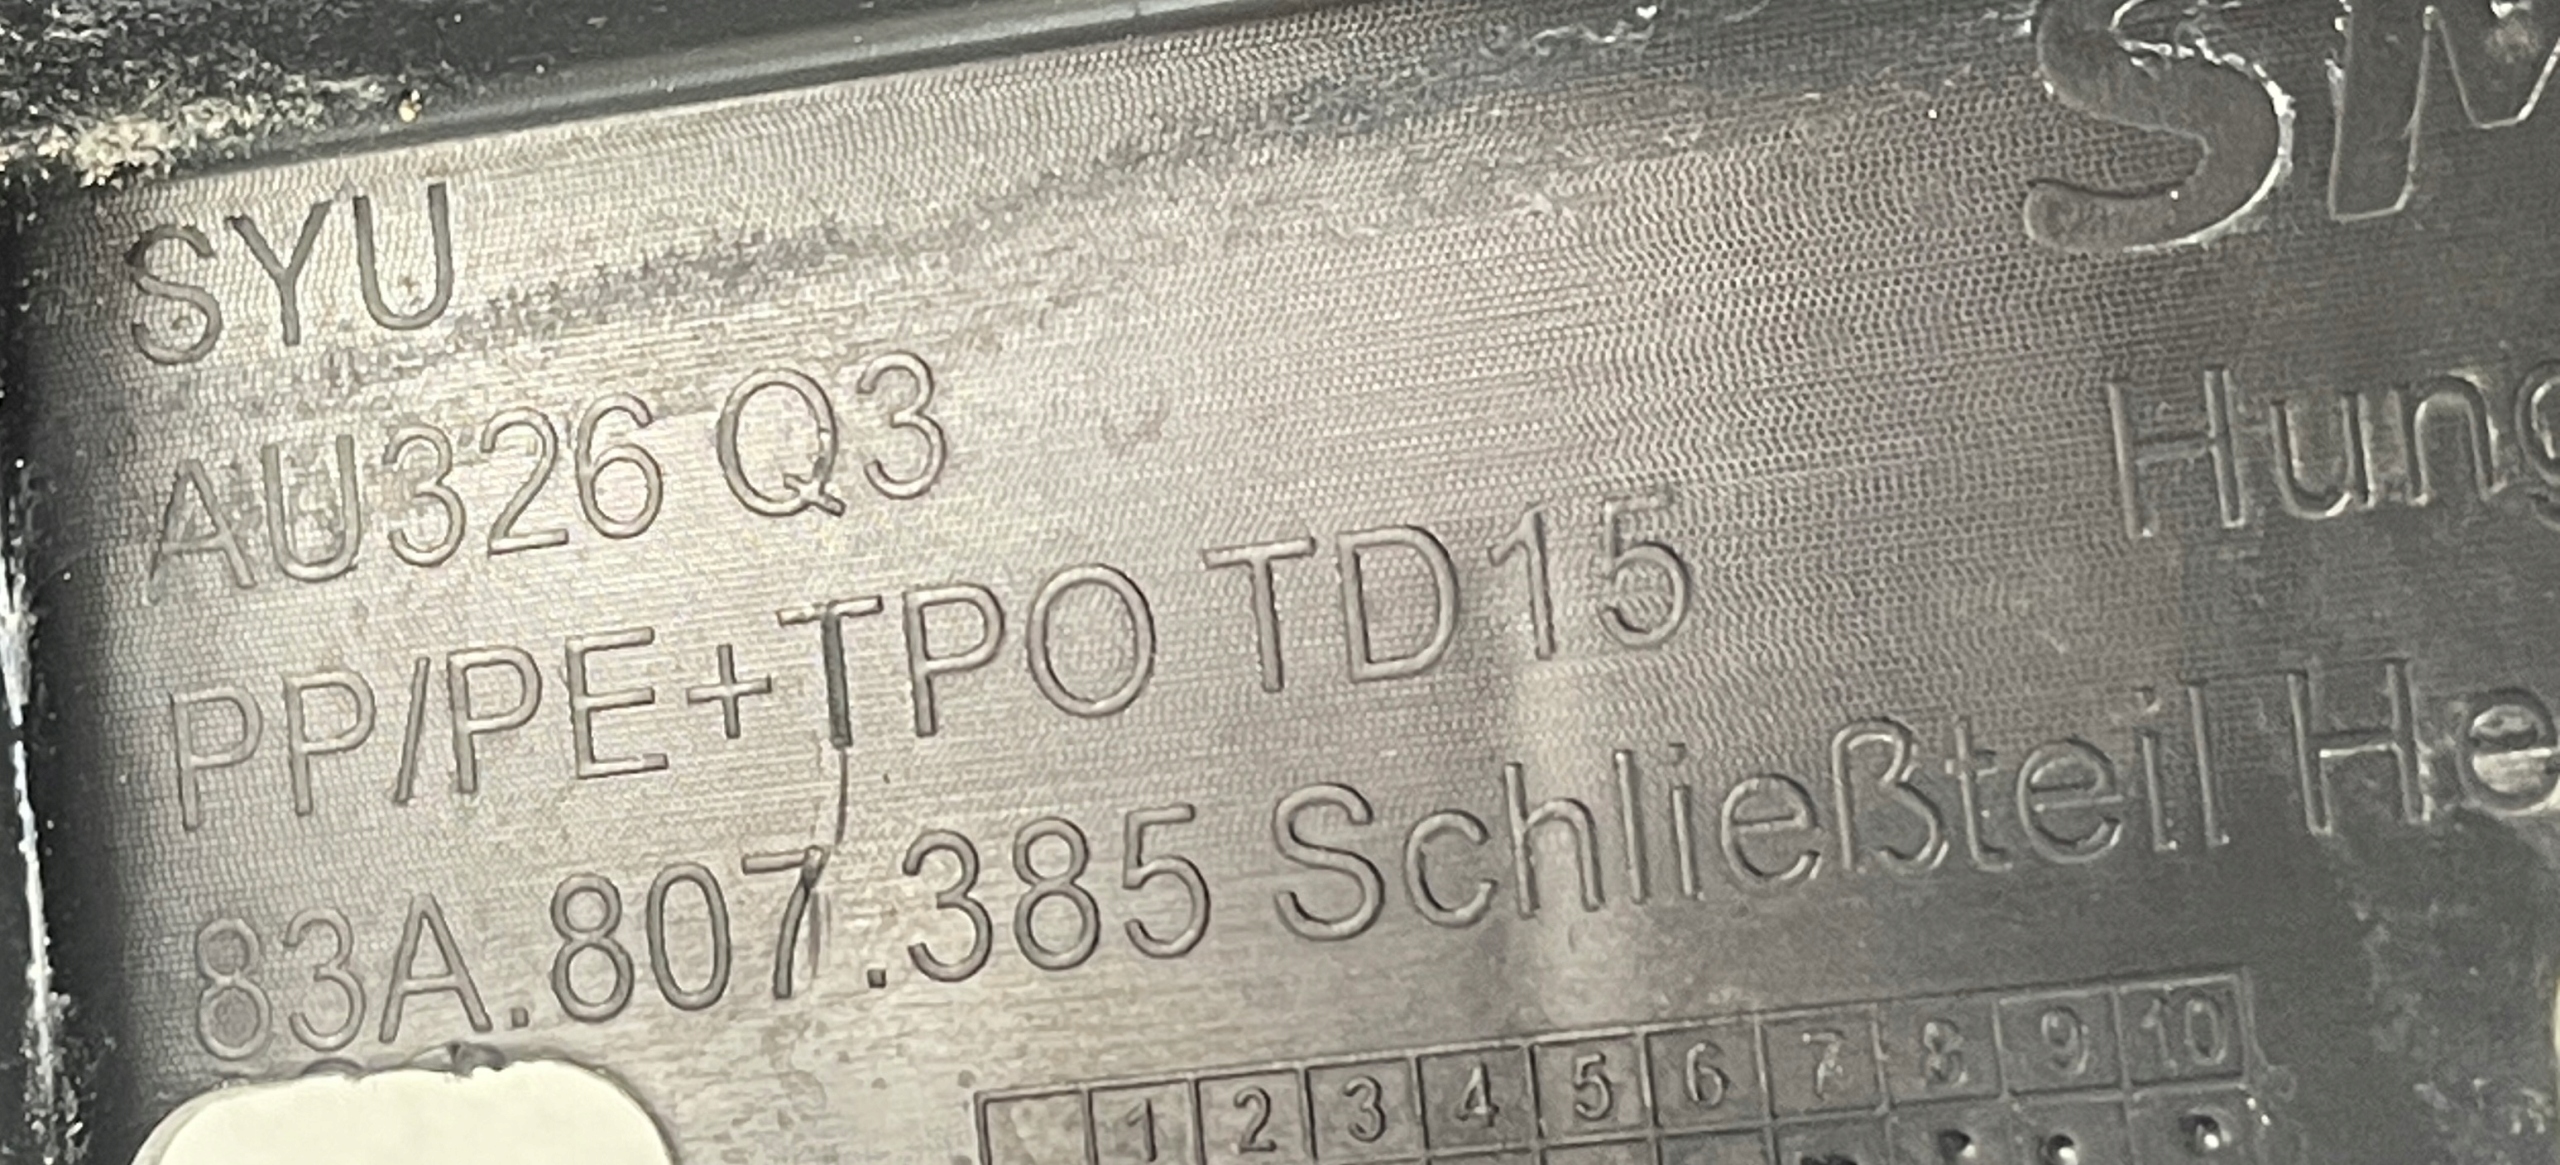 SYU
AU326 Q3
PP/PE+TPO TD15
83A.807.385 Schließteil
1 2 3 4 5 6 7 8 9 10